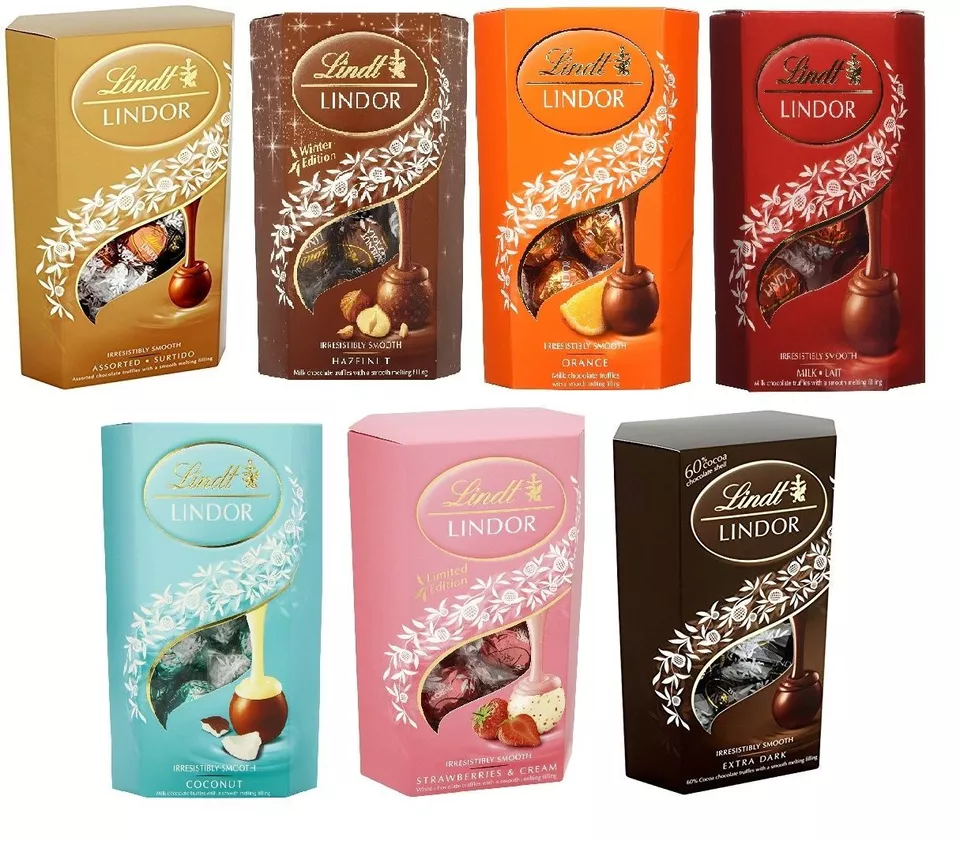 Lindt
LINDOR
IRRESISTIBLY SMOOTH
ASSORTED • SURTIDO
Assorted chocolate truffles with a smooth melting filling
Lindt
LINDOR
Winter
Edition
IRRESISTIBLY SMOOTH
HAZELNUT
Milk chocolate truffles with a smooth melting filling
Lindt
LINDOR
IRRESISTIBLY SMOOTH
ORANGE
Milk chocolate truffles
with a smooth melting filling
Lindt
LINDOR
LINDO
IRRESISTIBLY SMOOTH
MILK • LAIT
Milk chocolate truffles with a smooth melting filling
Lindt
LINDOR
IRRESISTIBLY SMOOTH
COCONUT
Milk chocolate truffles with a smooth melting filling
Lindt
LINDOR
Limited
Edition
IRRESISTIBLY SMOOTH
STRAWBERRIES & CREAM
White chocolate truffles with a smooth melting filling
60% cocoa
chocolate shell
Lindt
LINDOR
IRRESISTIBLY SMOOTH
EXTRA DARK
60% Cocoa chocolate truffles with a smooth melting filling